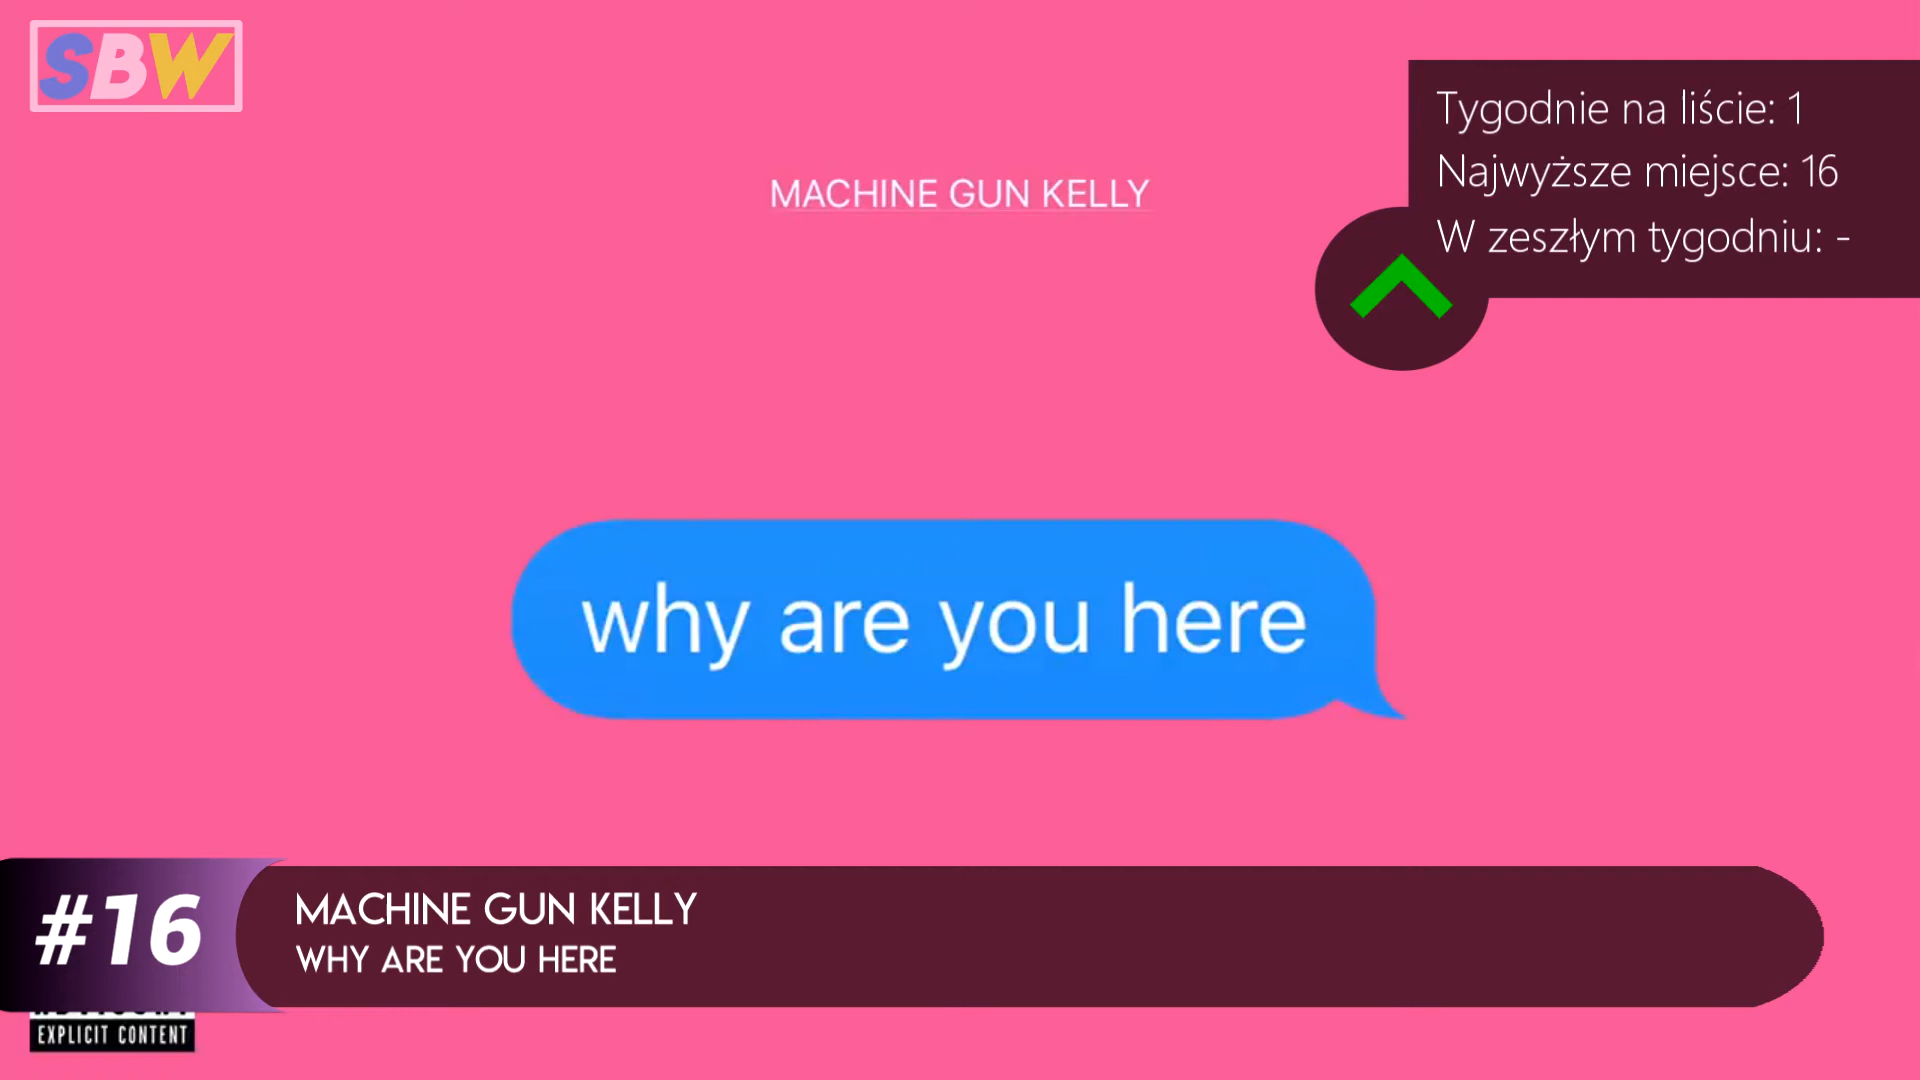 SBW
Tygodnie na liście: 1
Najwyższe miejsce: 16
W zeszłym tygodniu: -
MACHINE GUN KELLY
why are you here
#16
MACHINE GUN KELLY
WHY ARE YOU HERE
EXPLICIT CONTENT